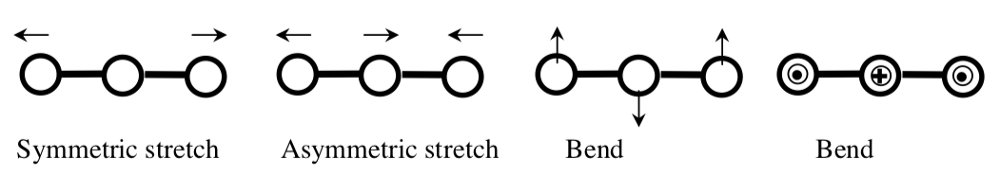 Symmetric stretch
Asymmetric stretch
Bend
Bend